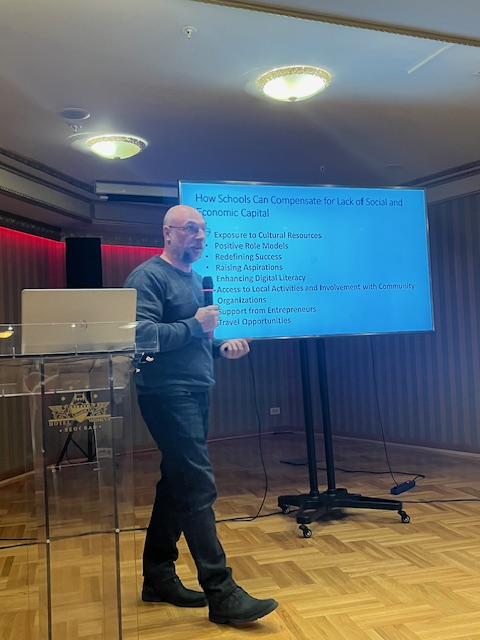 How Schools Can Compensate for Lack of Social and
Economic Capital
Exposure to Cultural Resources
• Positive Role Models
• Redefining Success
• Raising Aspirations
Enhancing Digital Literacy
Access to Local Activities and Involvement with Community
Organizations
Support from Entrepreneurs
Travel Opportunities
HOTEL
• BEOGRAD •